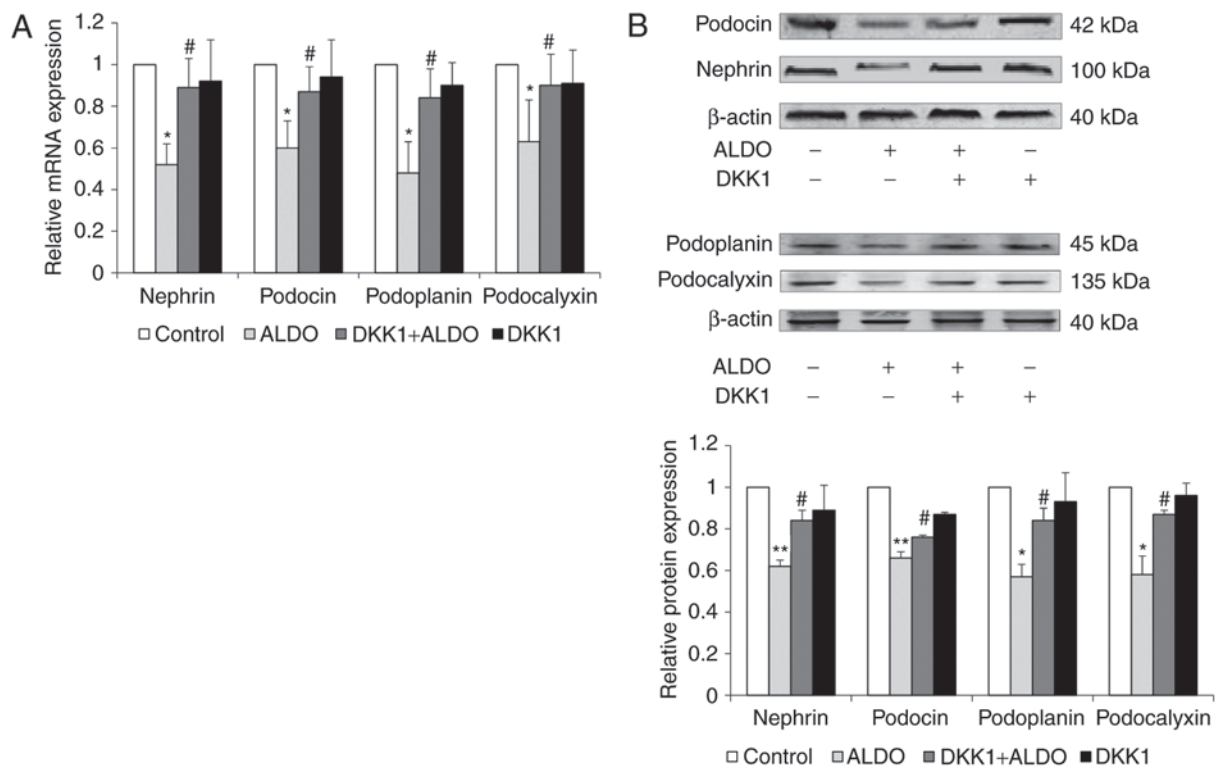 A
Relative mRNA expression
1.2
1
0.8
0.6
0.4
0.2
0
* # * # * # * #
Nephrin Podocin Podoplanin Podocalyxin
Control ALDO DKK1+ALDO DKK1
B
Podocin 42 kDa
Nephrin 100 kDa
β-actin 40 kDa
ALDO – + + –
DKK1 – – + +
Podoplanin 45 kDa
Podocalyxin 135 kDa
β-actin 40 kDa
ALDO – + + –
DKK1 – – + +
Relative protein expression
1.2
1
0.8
0.6
0.4
0.2
0
** # ** # * # * #
Nephrin Podocin Podoplanin Podocalyxin
Control ALDO DKK1+ALDO DKK1